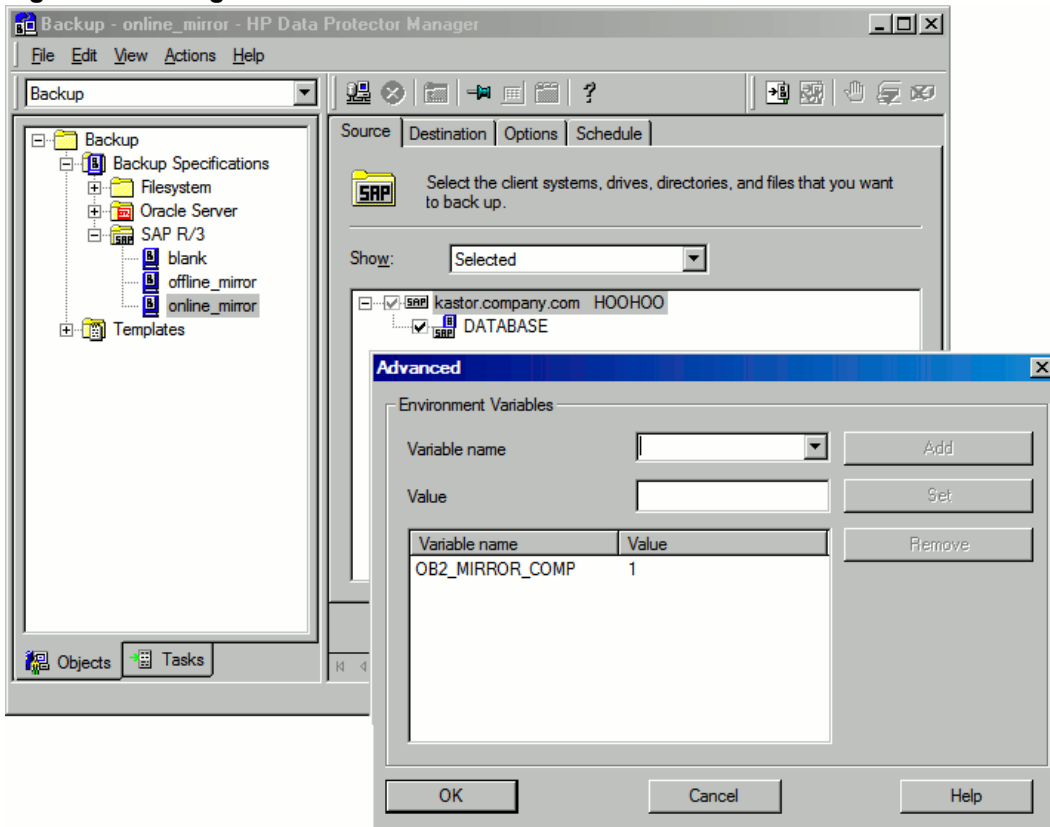 Backup - online_mirror - HP Data Protector Manager
File Edit View Actions Help
Backup
?
Backup
Backup Specifications
Filesystem
Oracle Server
SAP R/3
blank
offline_mirror
online_mirror
Templates
Objects Tasks
Source Destination Options Schedule
SAP
Select the client systems, drives, directories, and files that you want
to back up.
Show: Selected
SAP kastor.company.com HOOHOO
SAP DATABASE
Advanced
Environment Variables
Variable name Add
Value Set
Variable name Value Remove
OB2_MIRROR_COMP 1
OK Cancel Help